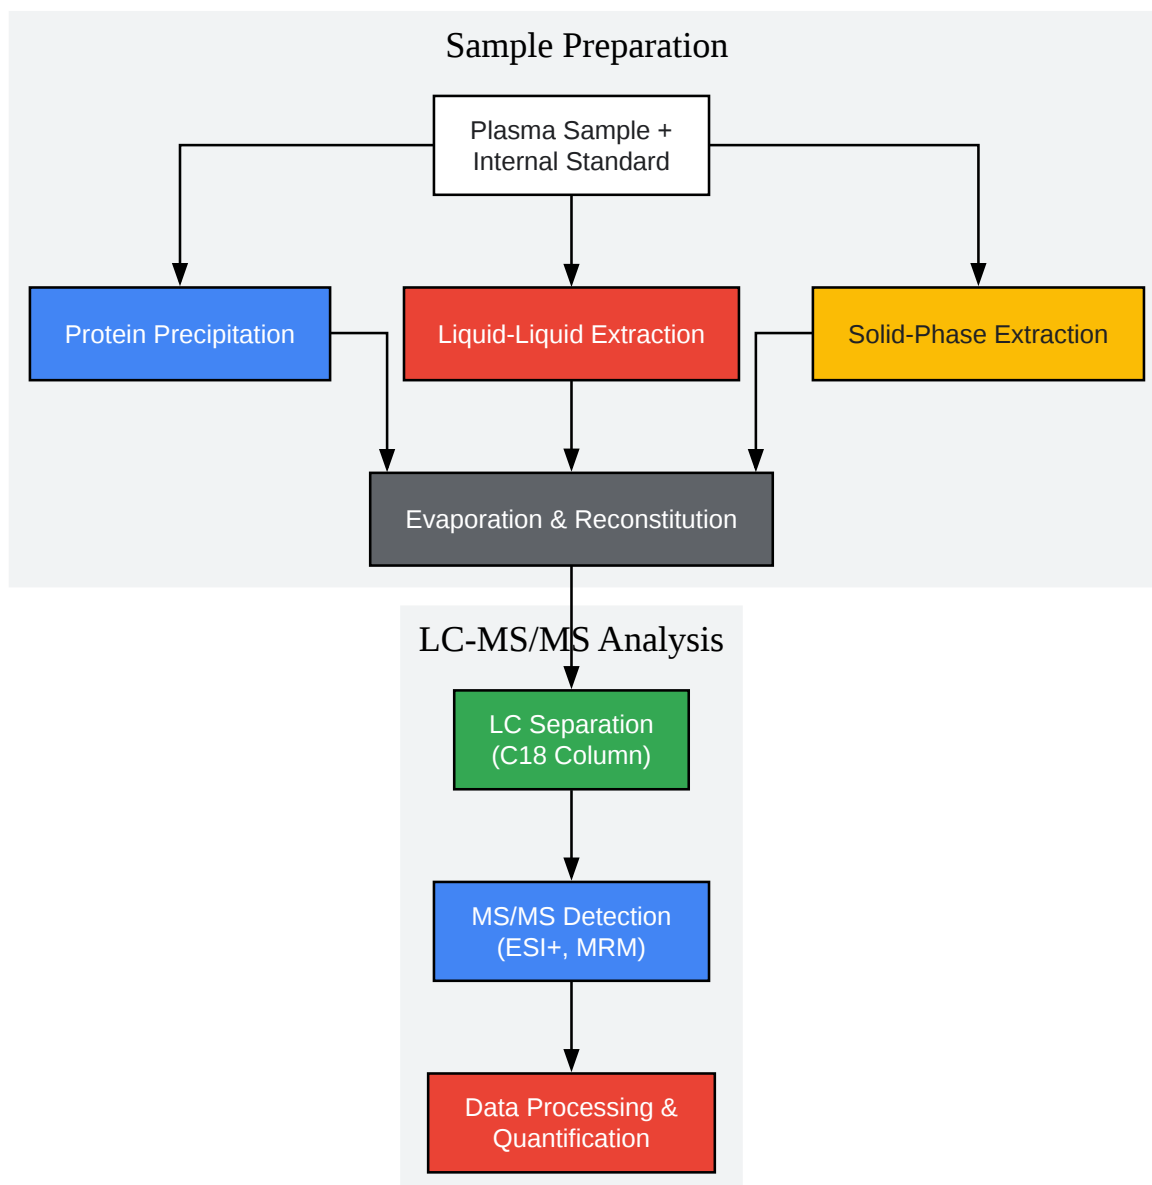 Sample Preparation
Plasma Sample +
Internal Standard
Protein Precipitation
Liquid-Liquid Extraction
Solid-Phase Extraction
Evaporation & Reconstitution
LC-MS/MS Analysis
LC Separation
(C18 Column)
MS/MS Detection
(ESI+, MRM)
Data Processing &
Quantification